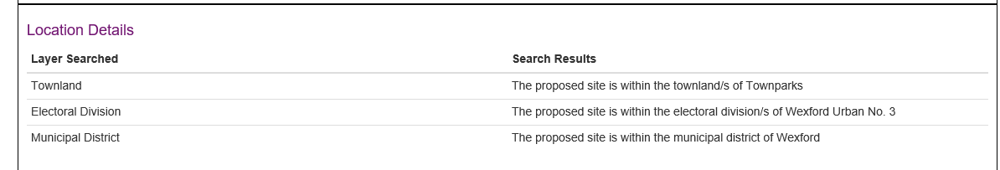 Location Details
Layer Searched Search Results
Townland The proposed site is within the townland/s of Townparks
Electoral Division The proposed site is within the electoral division/s of Wexford Urban No. 3
Municipal District The proposed site is within the municipal district of Wexford